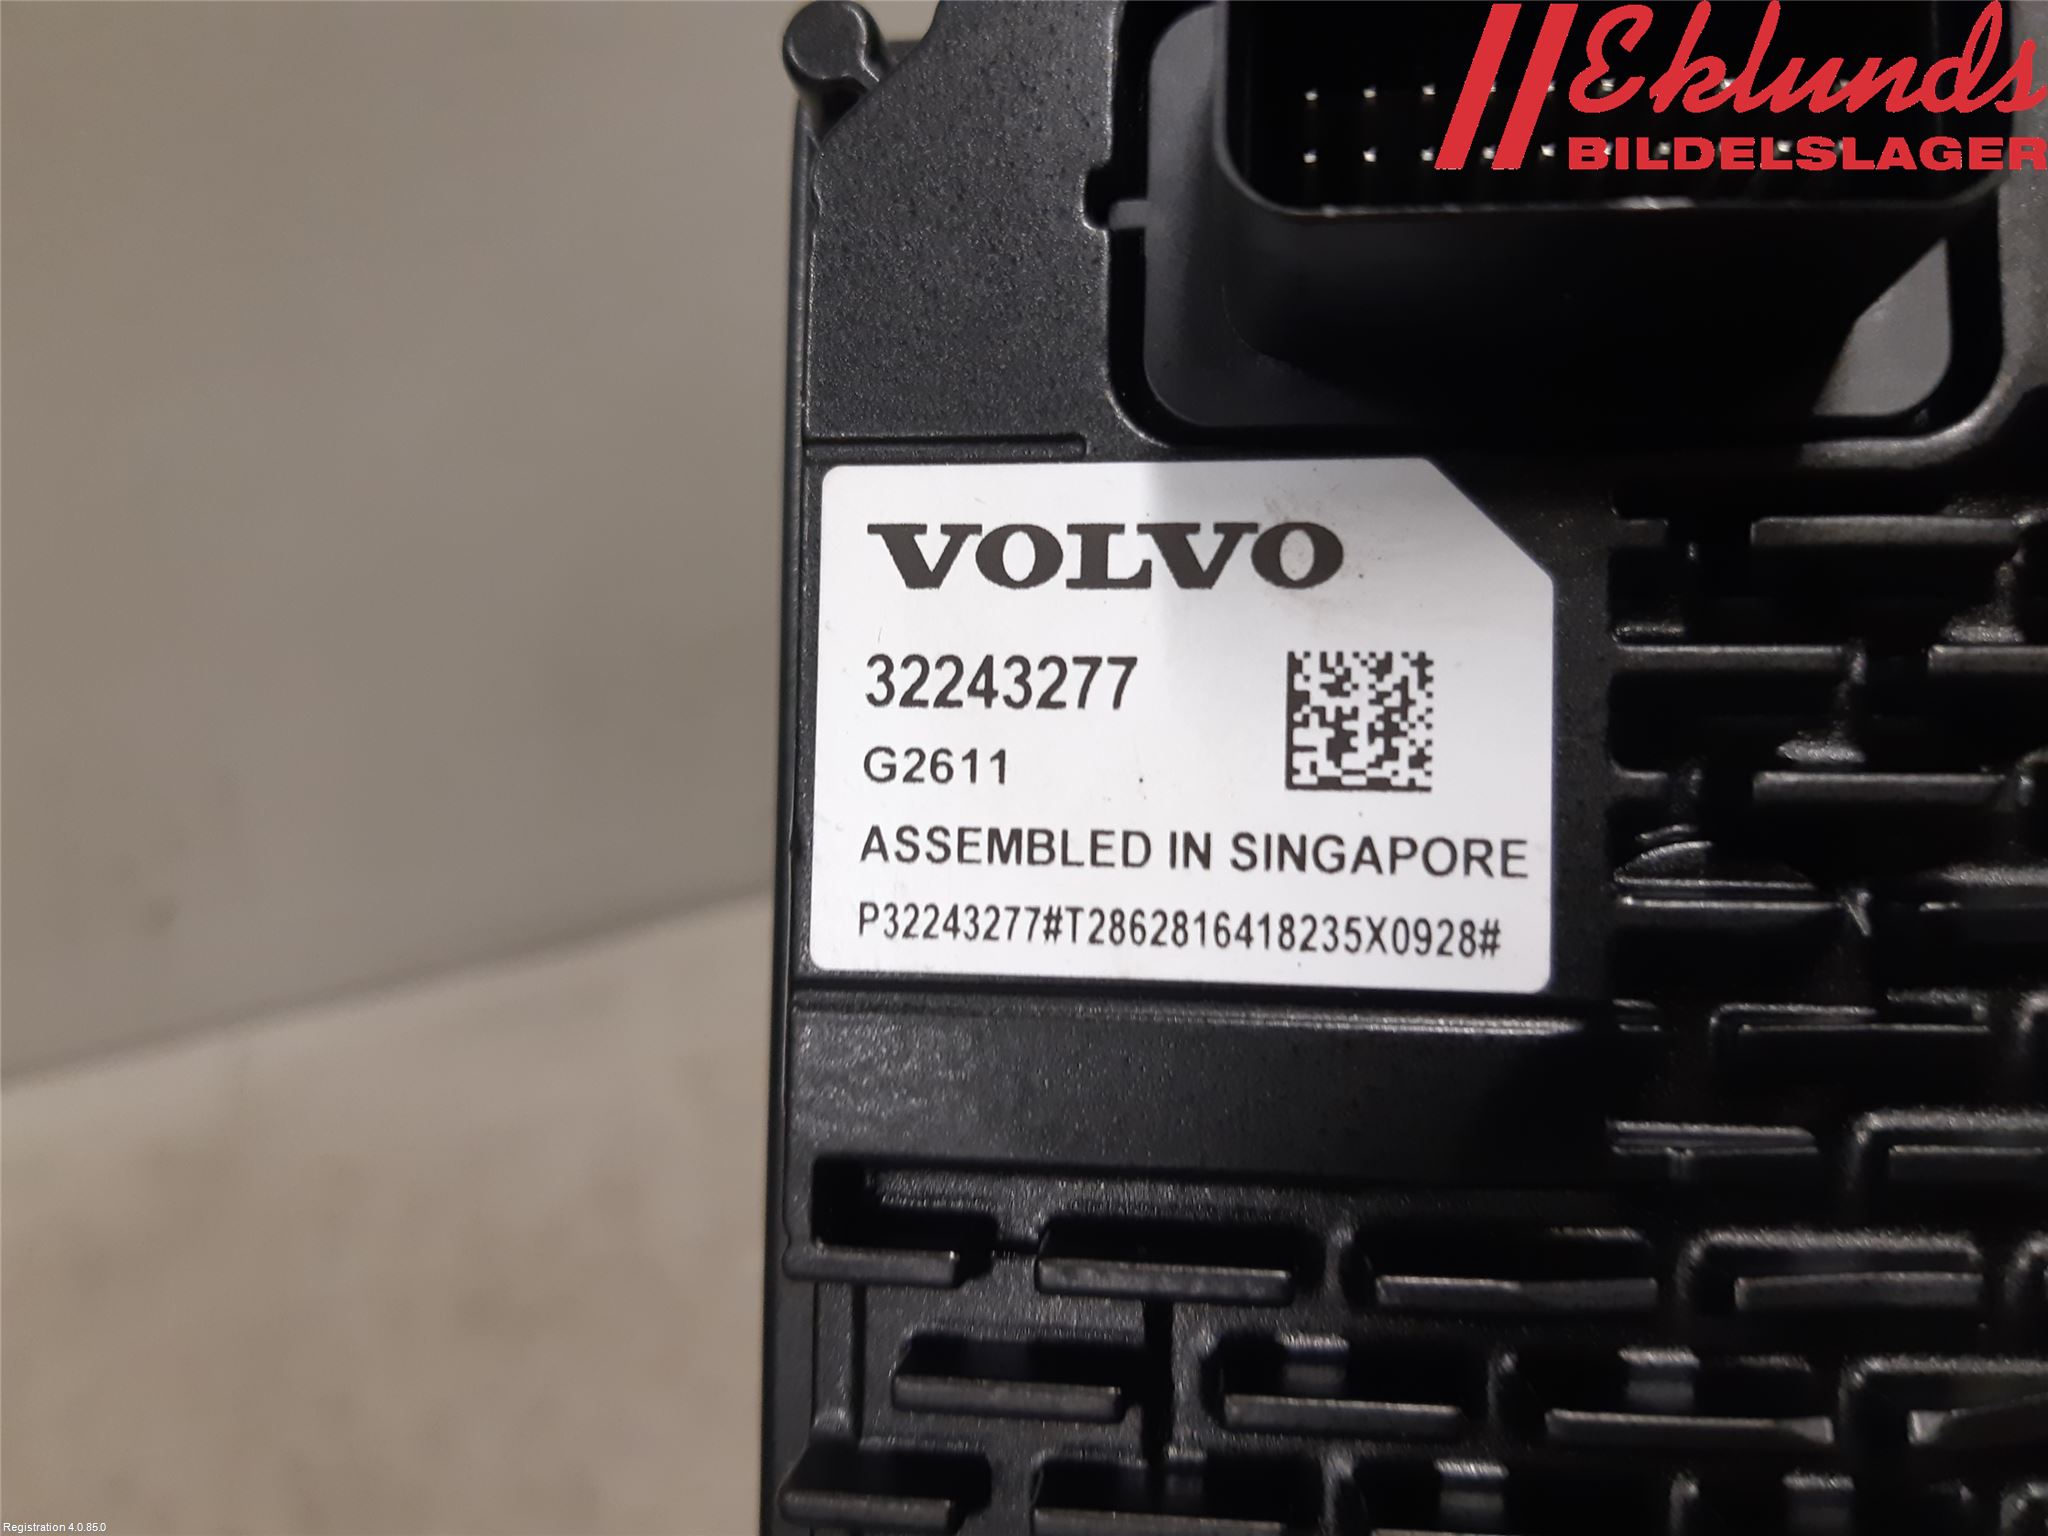 Eklunds
BILDELSLAGER
VOLVO
32243277
G2611
ASSEMBLED IN SINGAPORE
P32243277#T2862816418235X0928#
Registration 4.0.85.0